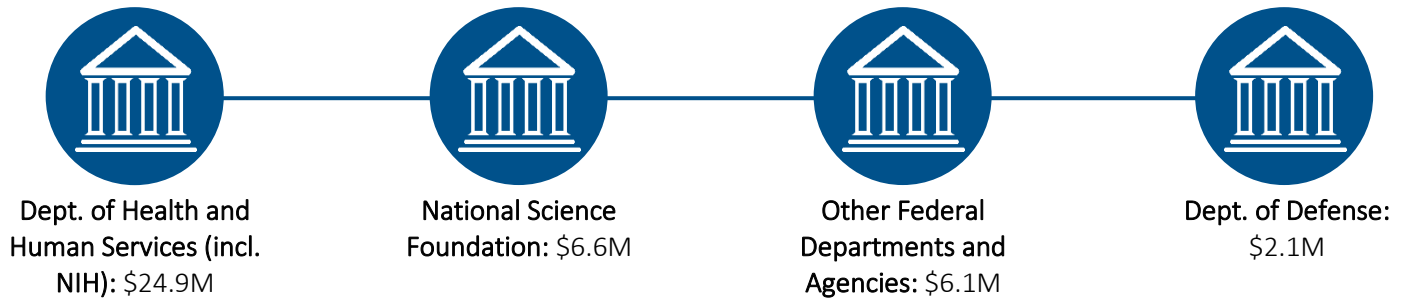 Dept. of Health and
Human Services (incl.
NIH): $24.9M
National Science
Foundation: $6.6M
Other Federal
Departments and
Agencies: $6.1M
Dept. of Defense:
$2.1M